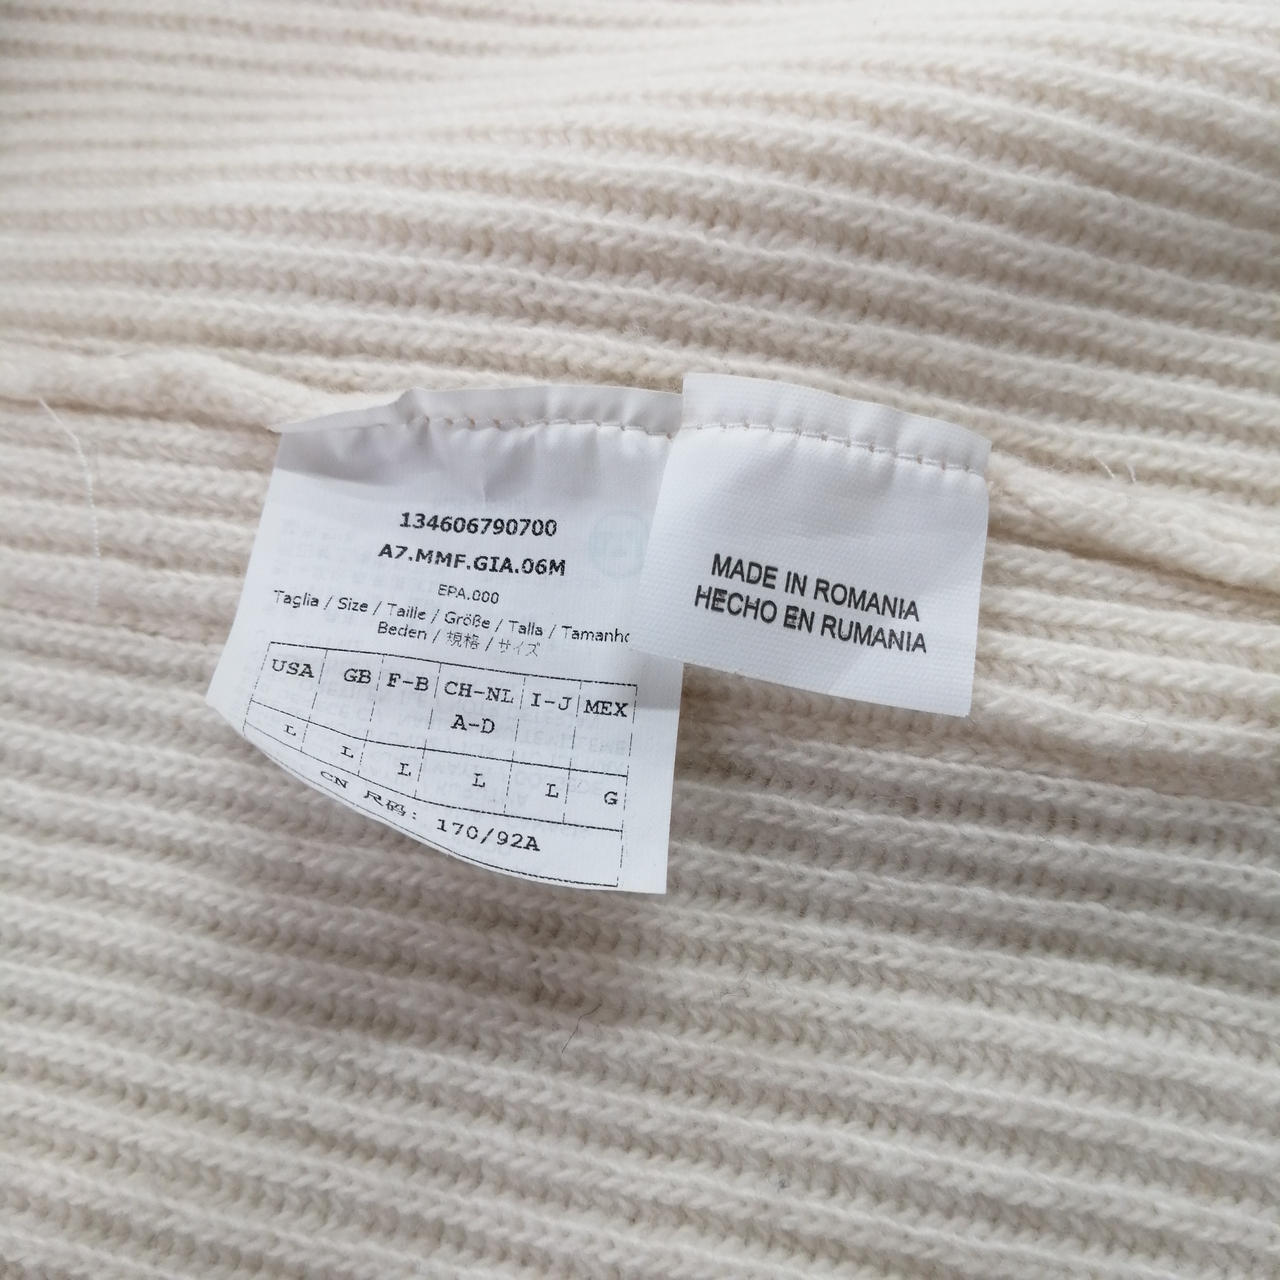 134606790700
A7.MMF.GIA.06M
EPA.000
Taglia / Size / Taille / Größe / Talla / Tamanho
Beden / 規格 / サイズ
USA GB F-B CH-NL I-J MEX
A-D
L L L L L G
CN 尺码: 170/92A
MADE IN ROMANIA
HECHO EN RUMANIA